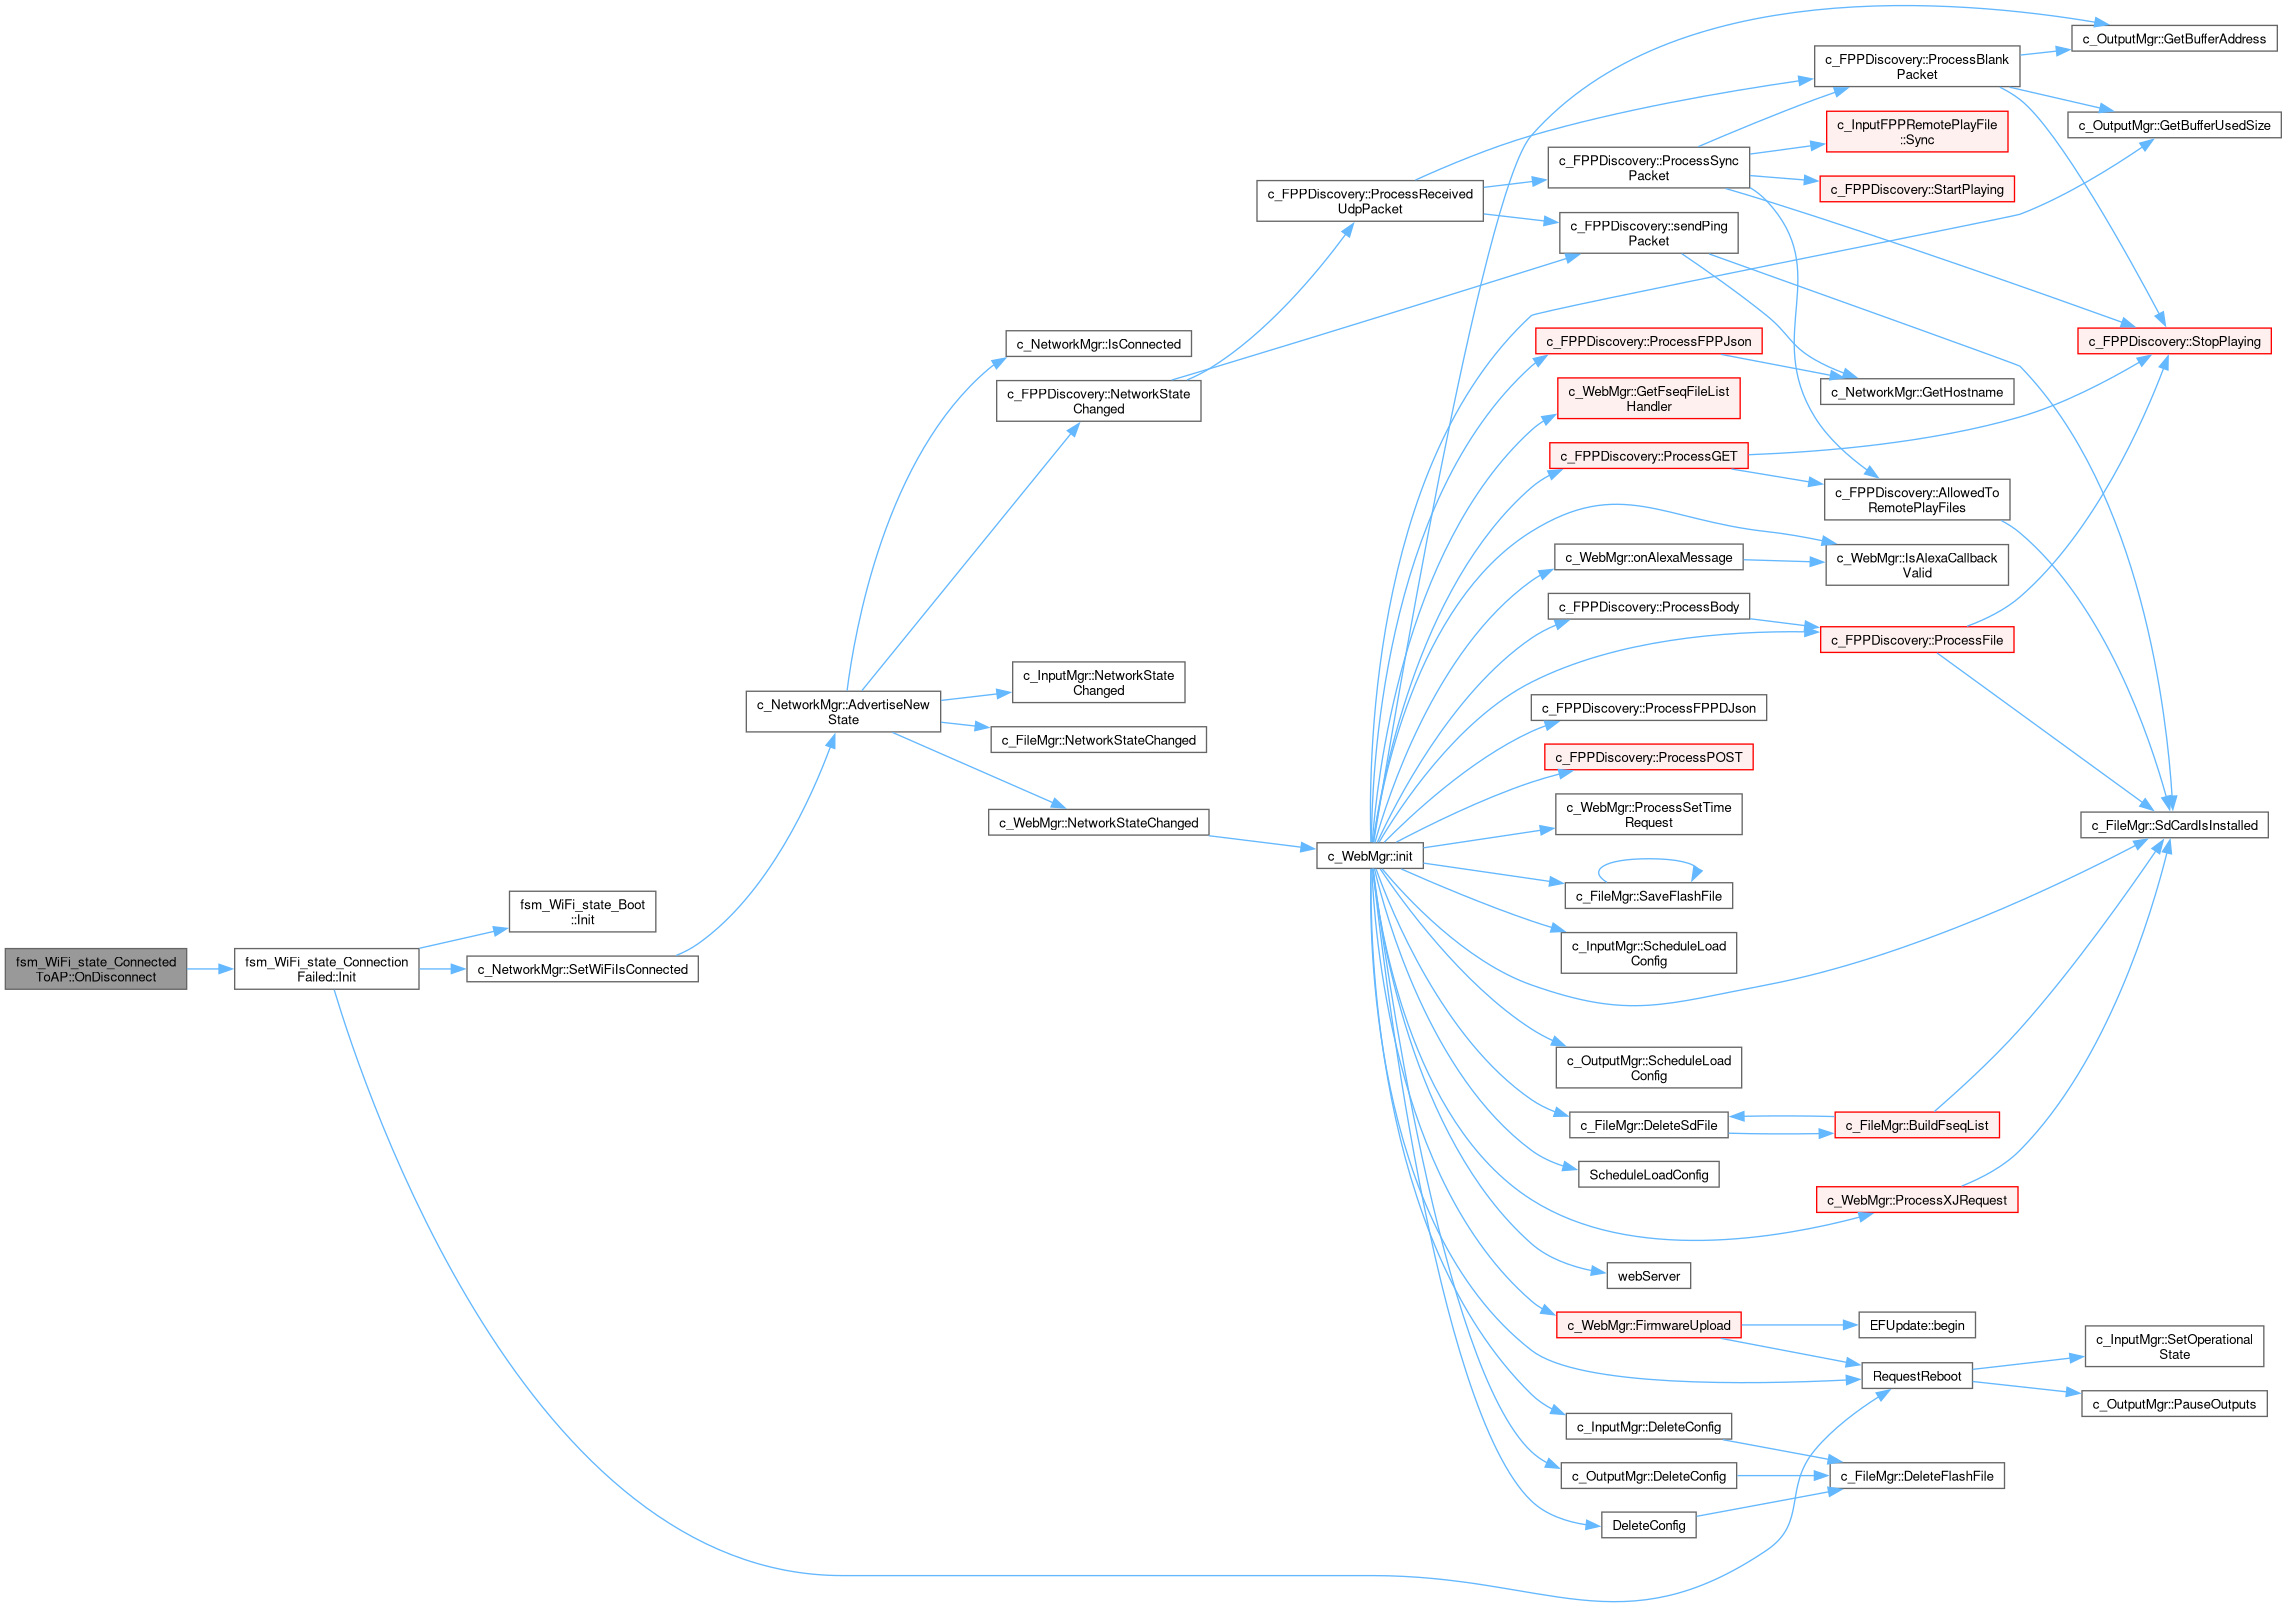 fsm_WiFi_state_Connected
ToAP::OnDisconnect
fsm_WiFi_state_Connection
Failed::Init
fsm_WiFi_state_Boot
::Init
c_NetworkMgr::SetWiFiIsConnected
c_NetworkMgr::AdvertiseNew
State
c_NetworkMgr::IsConnected
c_FPPDiscovery::NetworkState
Changed
c_InputMgr::NetworkState
Changed
c_FileMgr::NetworkStateChanged
c_WebMgr::NetworkStateChanged
c_FPPDiscovery::ProcessReceived
UdpPacket
c_WebMgr::init
c_FPPDiscovery::ProcessSync
Packet
c_FPPDiscovery::sendPing
Packet
c_FPPDiscovery::ProcessFPPJson
c_WebMgr::GetFseqFileList
Handler
c_FPPDiscovery::ProcessGET
c_WebMgr::onAlexaMessage
c_FPPDiscovery::ProcessBody
c_FPPDiscovery::ProcessFPPDJson
c_FPPDiscovery::ProcessPOST
c_WebMgr::ProcessSetTime
Request
c_FileMgr::SaveFlashFile
c_InputMgr::ScheduleLoad
Config
c_OutputMgr::ScheduleLoad
Config
c_FileMgr::DeleteSdFile
ScheduleLoadConfig
webServer
c_WebMgr::FirmwareUpload
c_InputMgr::DeleteConfig
c_OutputMgr::DeleteConfig
DeleteConfig
c_FPPDiscovery::ProcessBlank
Packet
c_InputFPPRemotePlayFile
::Sync
c_FPPDiscovery::StartPlaying
c_NetworkMgr::GetHostname
c_FPPDiscovery::AllowedTo
RemotePlayFiles
c_WebMgr::IsAlexaCallback
Valid
c_FPPDiscovery::ProcessFile
c_FileMgr::BuildFseqList
c_WebMgr::ProcessXJRequest
EFUpdate::begin
RequestReboot
c_FileMgr::DeleteFlashFile
c_OutputMgr::GetBufferAddress
c_OutputMgr::GetBufferUsedSize
c_FPPDiscovery::StopPlaying
c_FileMgr::SdCardIsInstalled
c_InputMgr::SetOperational
State
c_OutputMgr::PauseOutputs